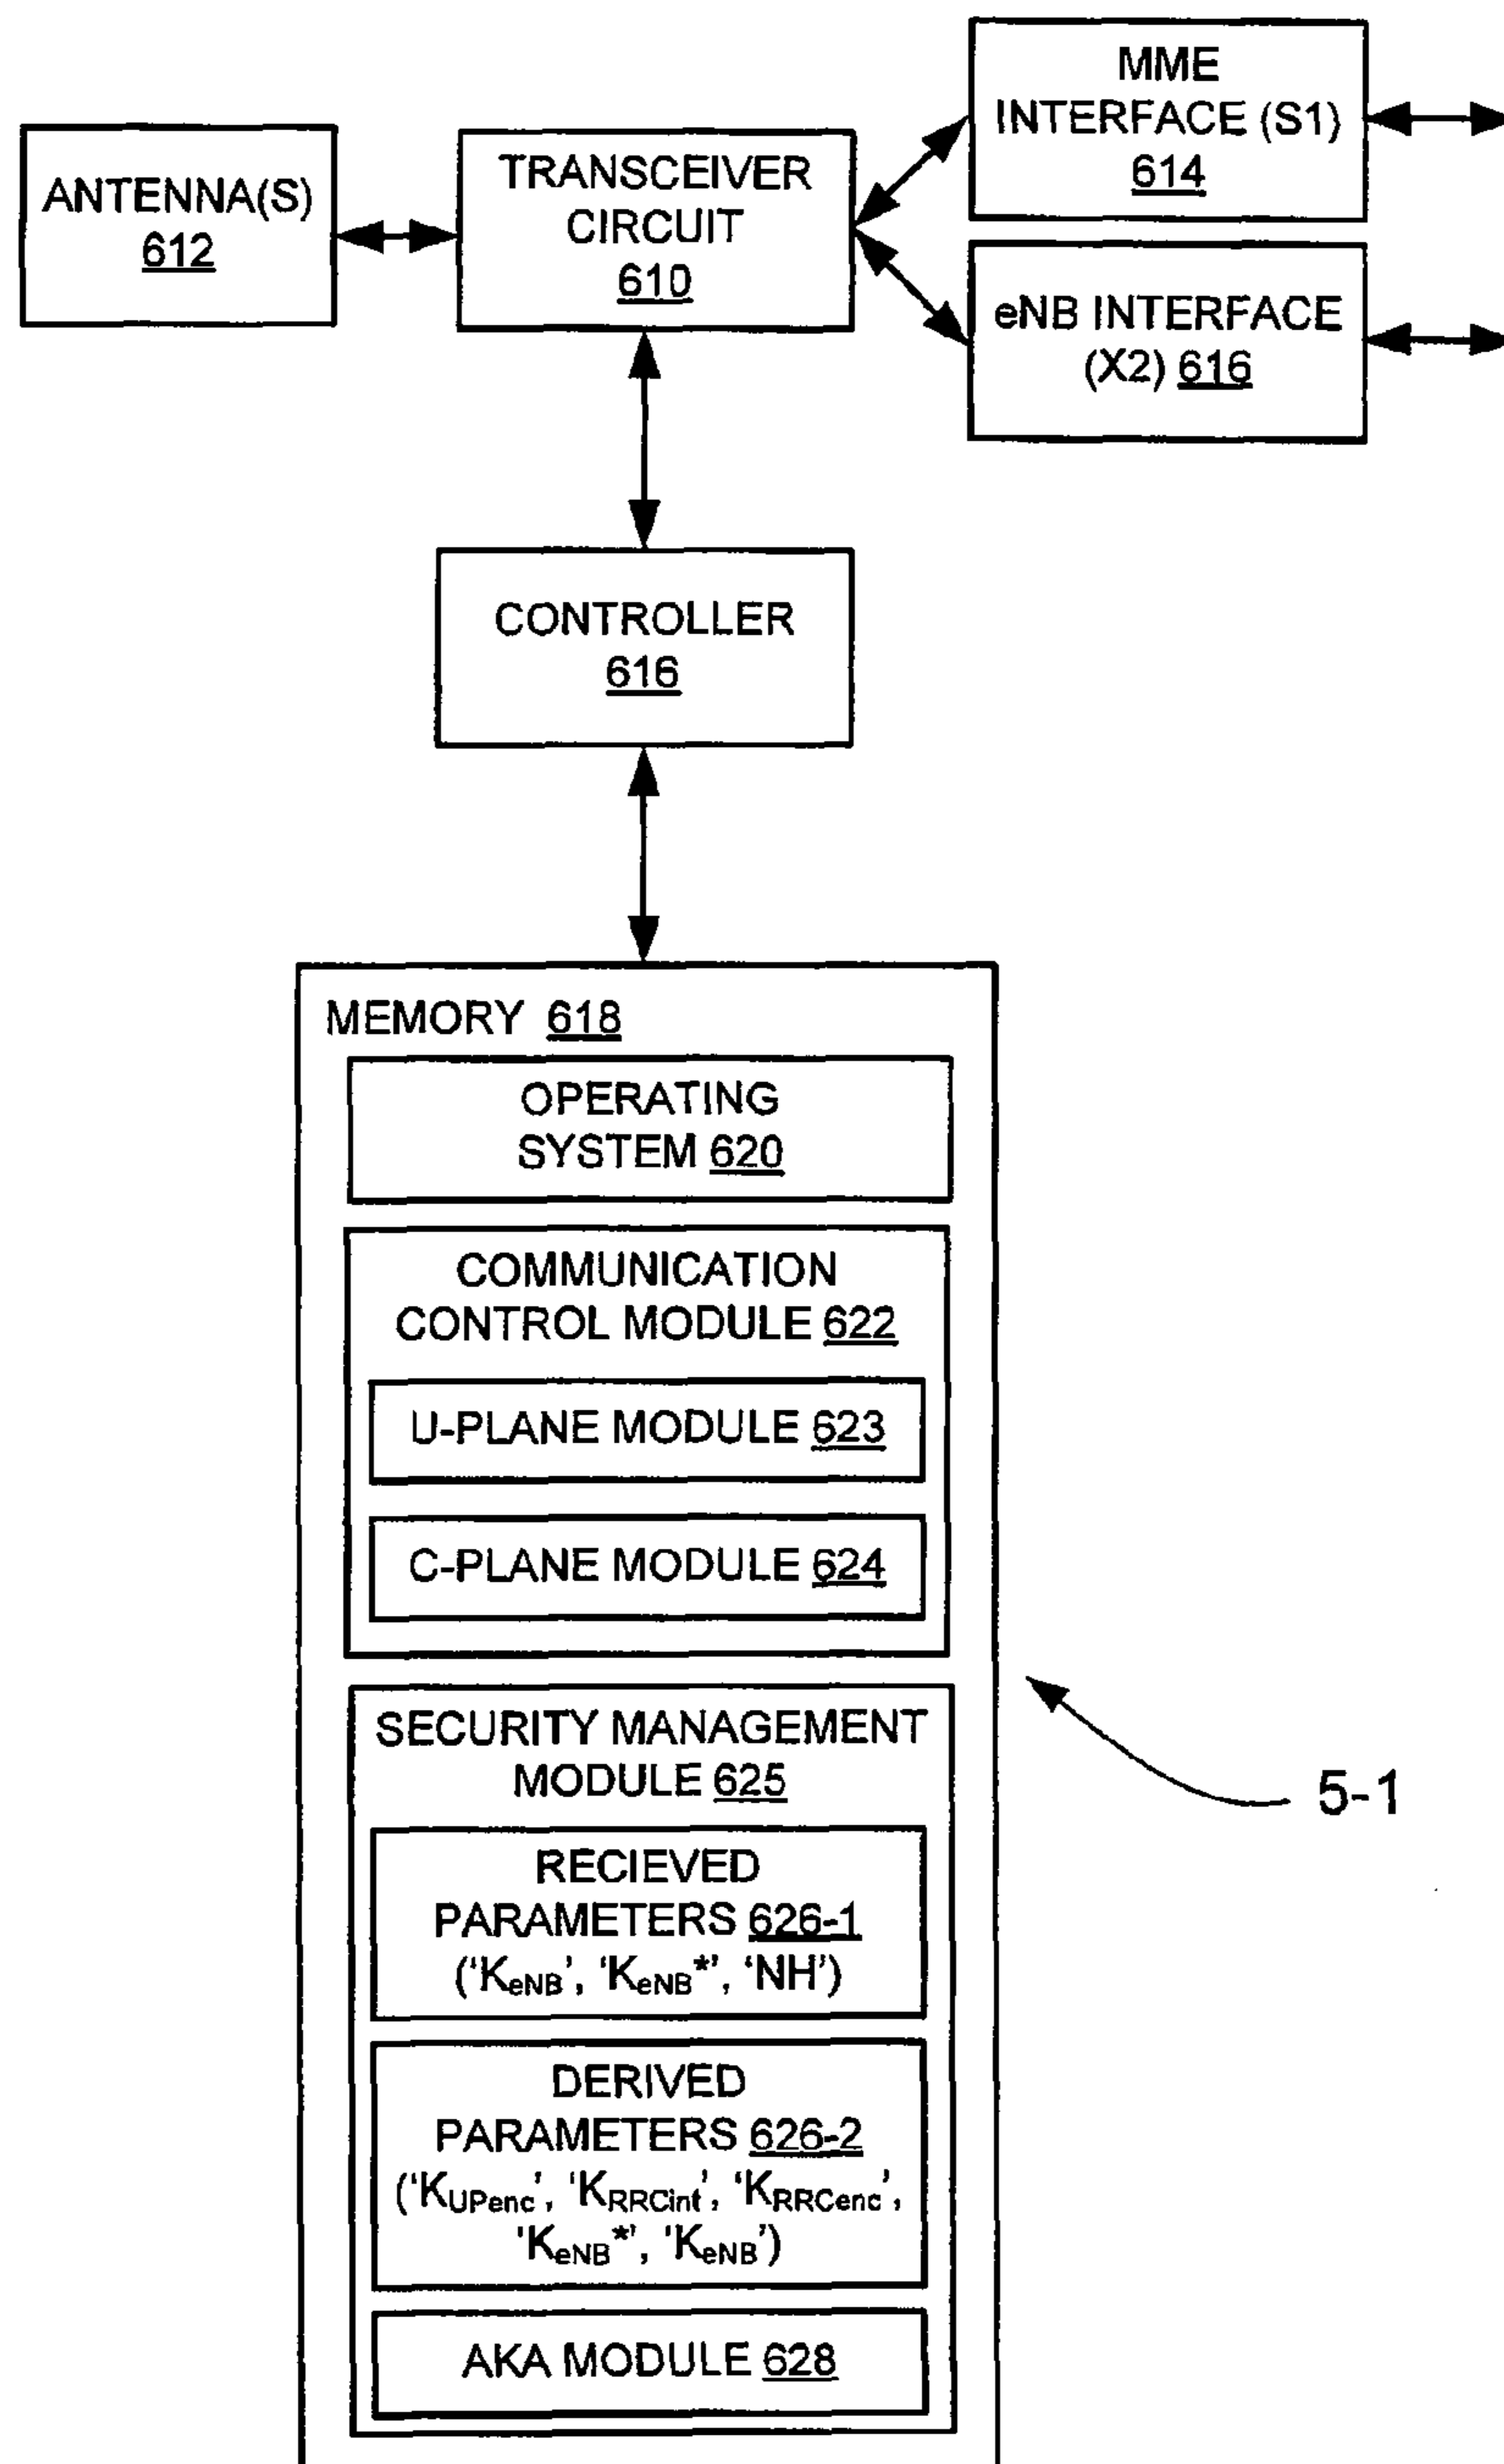 MME
INTERFACE (S1)
614
ANTENNA(S)
612
TRANSCEIVER
CIRCUIT
610
eNB INTERFACE
(X2) 616
CONTROLLER
616
MEMORY 618
OPERATING
SYSTEM 620
COMMUNICATION
CONTROL MODULE 622
U-PLANE MODULE 623
C-PLANE MODULE 624
SECURITY MANAGEMENT
MODULE 625
RECIEVED
PARAMETERS 626-1
(‘KeNB’, ‘KeNB*’, ‘NH’)
DERIVED
PARAMETERS 626-2
(‘KUPenc’, ‘KRRCint’, ‘KRRCenc’,
‘KeNB*’, ‘KeNB’)
AKA MODULE 628
5-1